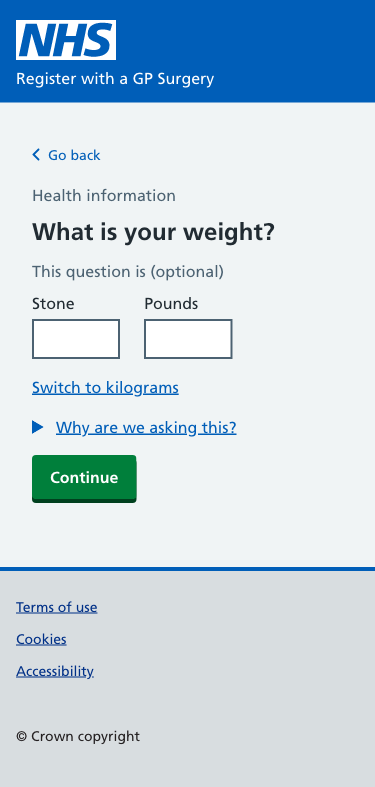 NHS
Register with a GP Surgery
Go back
Health information
What is your weight?
This question is (optional)
Stone Pounds
Switch to kilograms
Why are we asking this?
Continue
Terms of use
Cookies
Accessibility
© Crown copyright